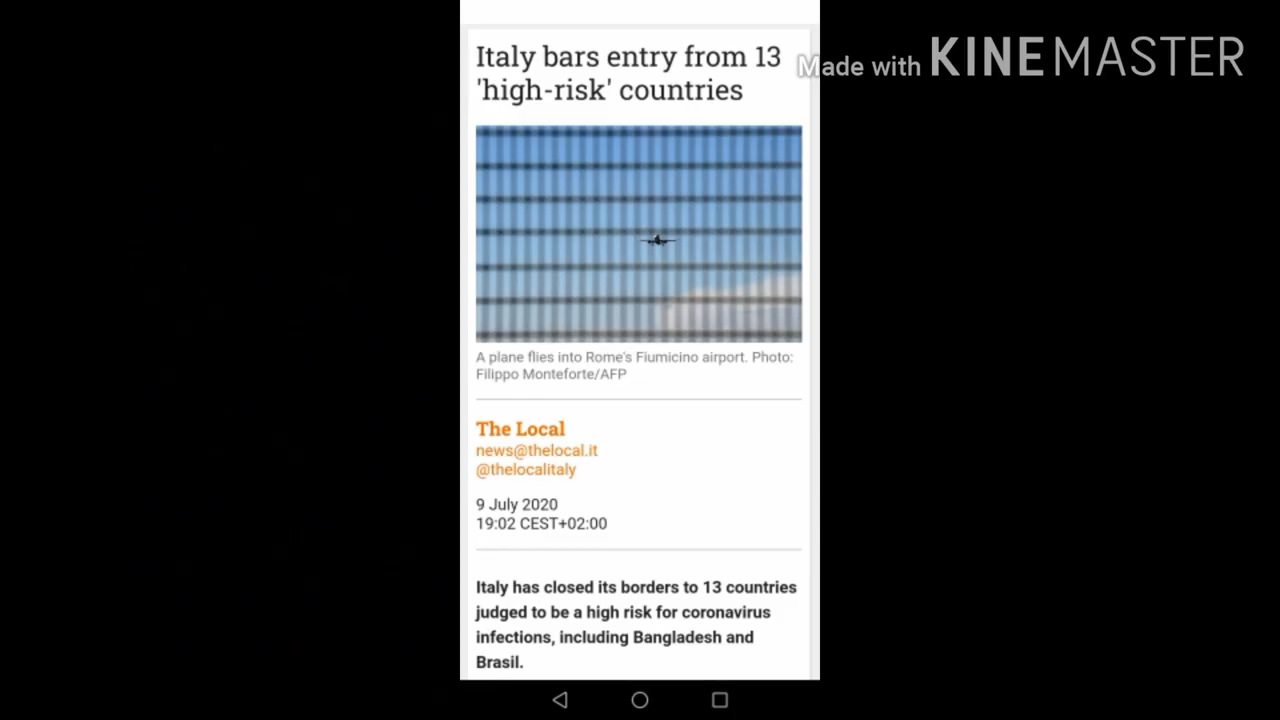 Italy bars entry from 13
'high-risk' countries
Made with KINEMASTER
A plane flies into Rome's Fiumicino airport. Photo:
Filippo Monteforte/AFP
The Local
news@thelocal.it
@thelocalitaly
9 July 2020
19:02 CEST+02:00
Italy has closed its borders to 13 countries
judged to be a high risk for coronavirus
infections, including Bangladesh and
Brasil.